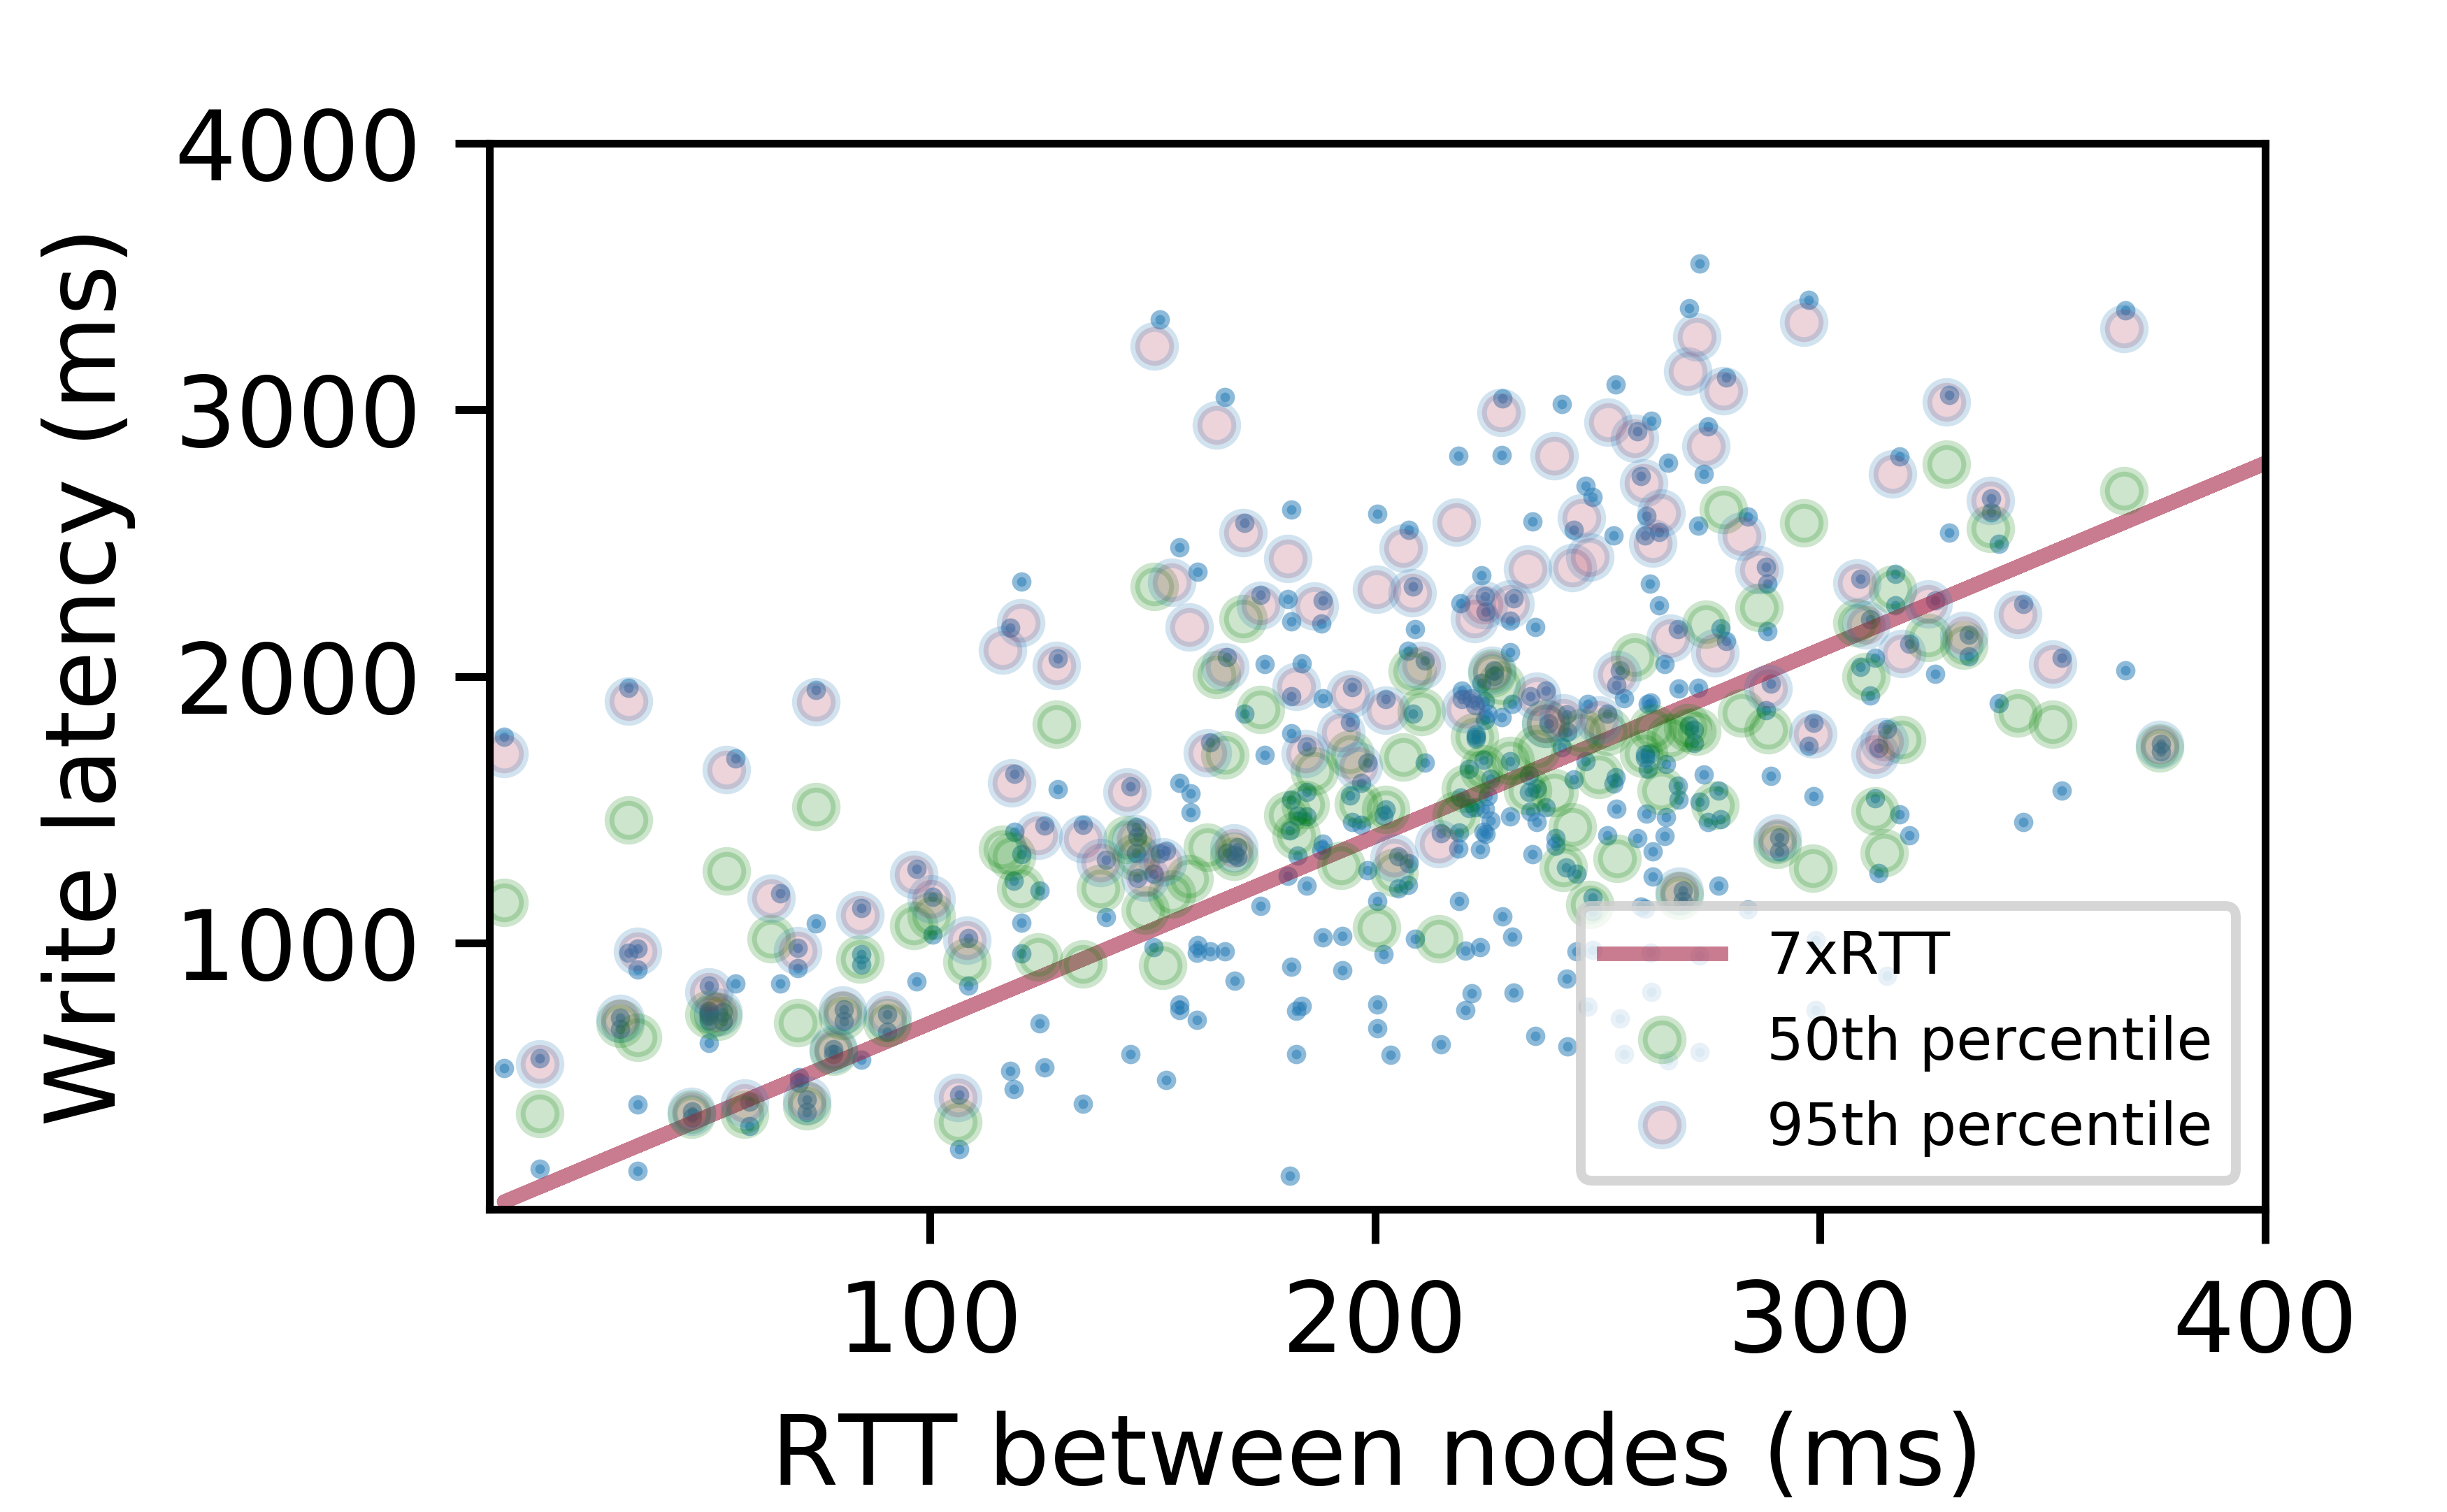 4000
3000
2000
1000
Write latency (ms)
7xRTT
50th percentile
95th percentile
100
200
300
400
RTT between nodes (ms)